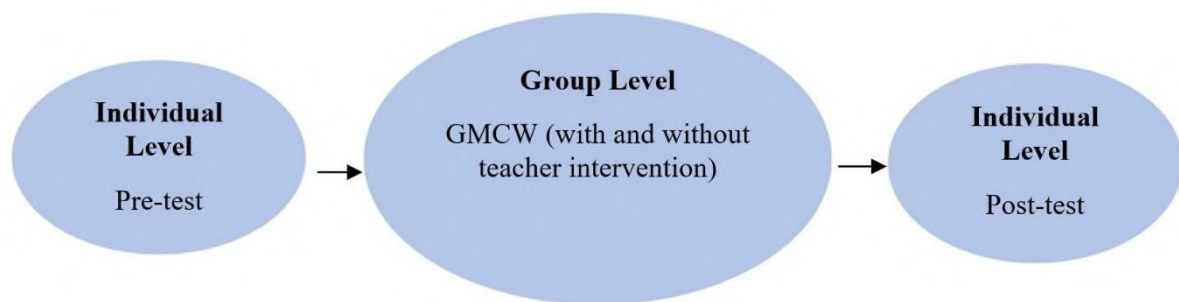 Individual
Level
Pre-test
Group Level
GMCW (with and without
teacher intervention)
Individual
Level
Post-test